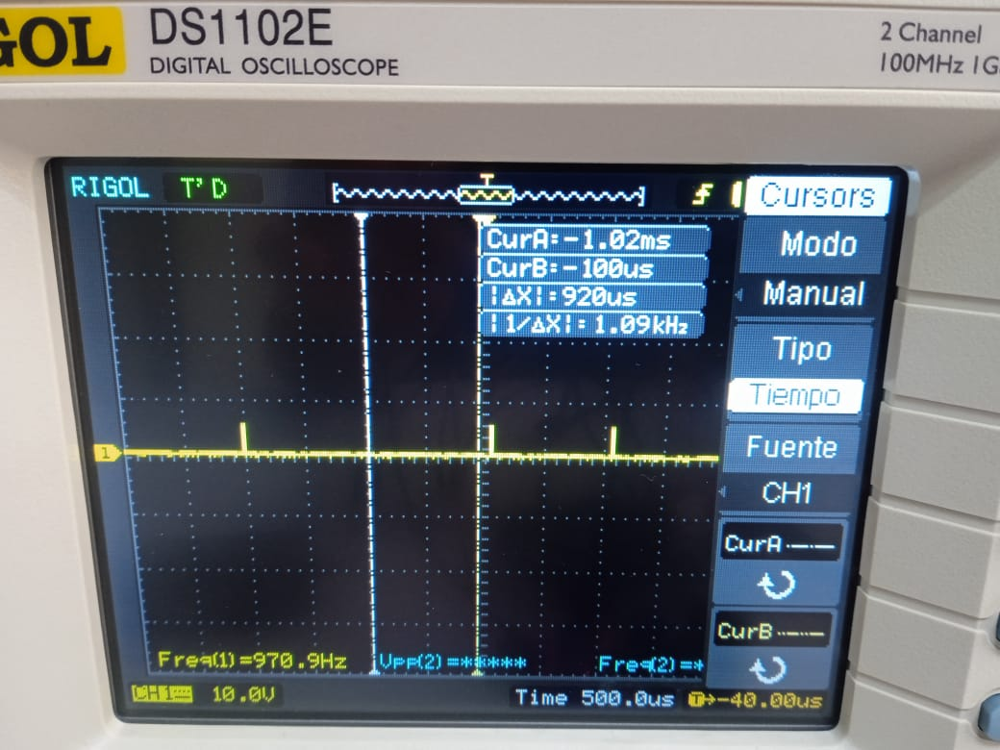 GOL DS1102E
DIGITAL OSCILLOSCOPE
2 Channel
100MHz 1G
RIGOL T'D T
Cursors
CurA:-1.02ms
CurB:-100us
|ΔX|:920us
|1/ΔX|: 1.09kHz
Modo
Manual
Tipo
Tiempo
Fuente
CH1
CurA
CurB
1
Freq(1)=970.9Hz Vpp(2)=***** Freq(2)=*
CH1 10.0V Time 500.0us T→-40.00us